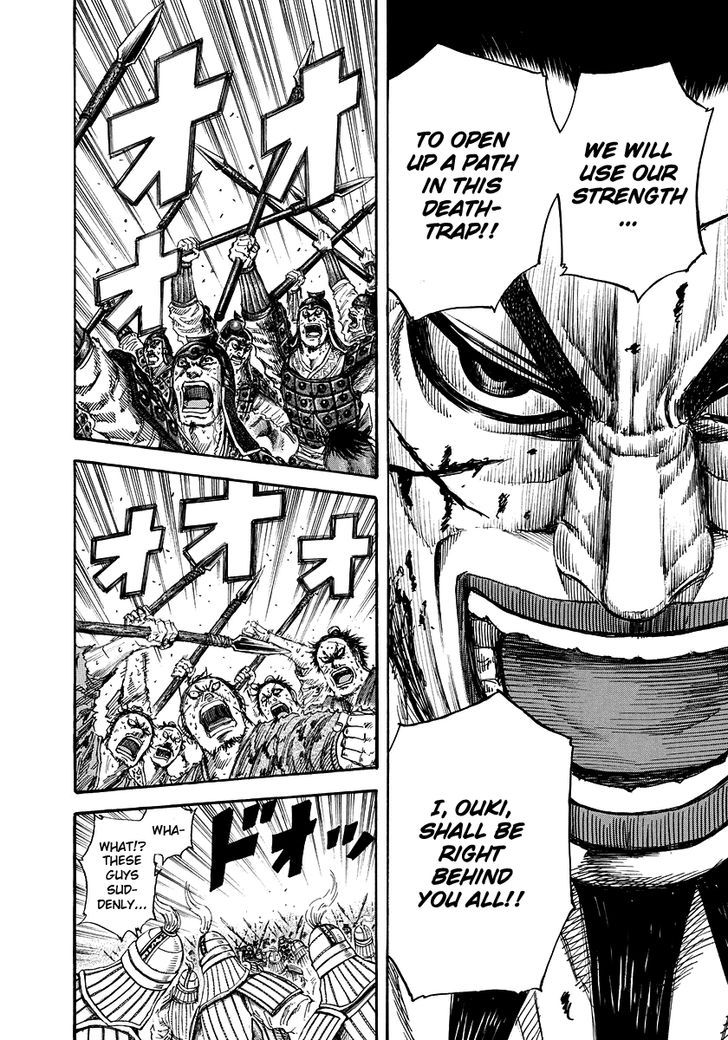 WE WILL
USE OUR
STRENGTH
...
TO OPEN
UP A PATH
IN THIS
DEATH-
TRAP!!
I, OUKI,
SHALL BE
RIGHT
BEHIND
YOU ALL!!
オオ
オ
オオ
オ
オ
ドオッ
WHA-
WHAT!?
THESE
GUYS
SUD-
DENLY...